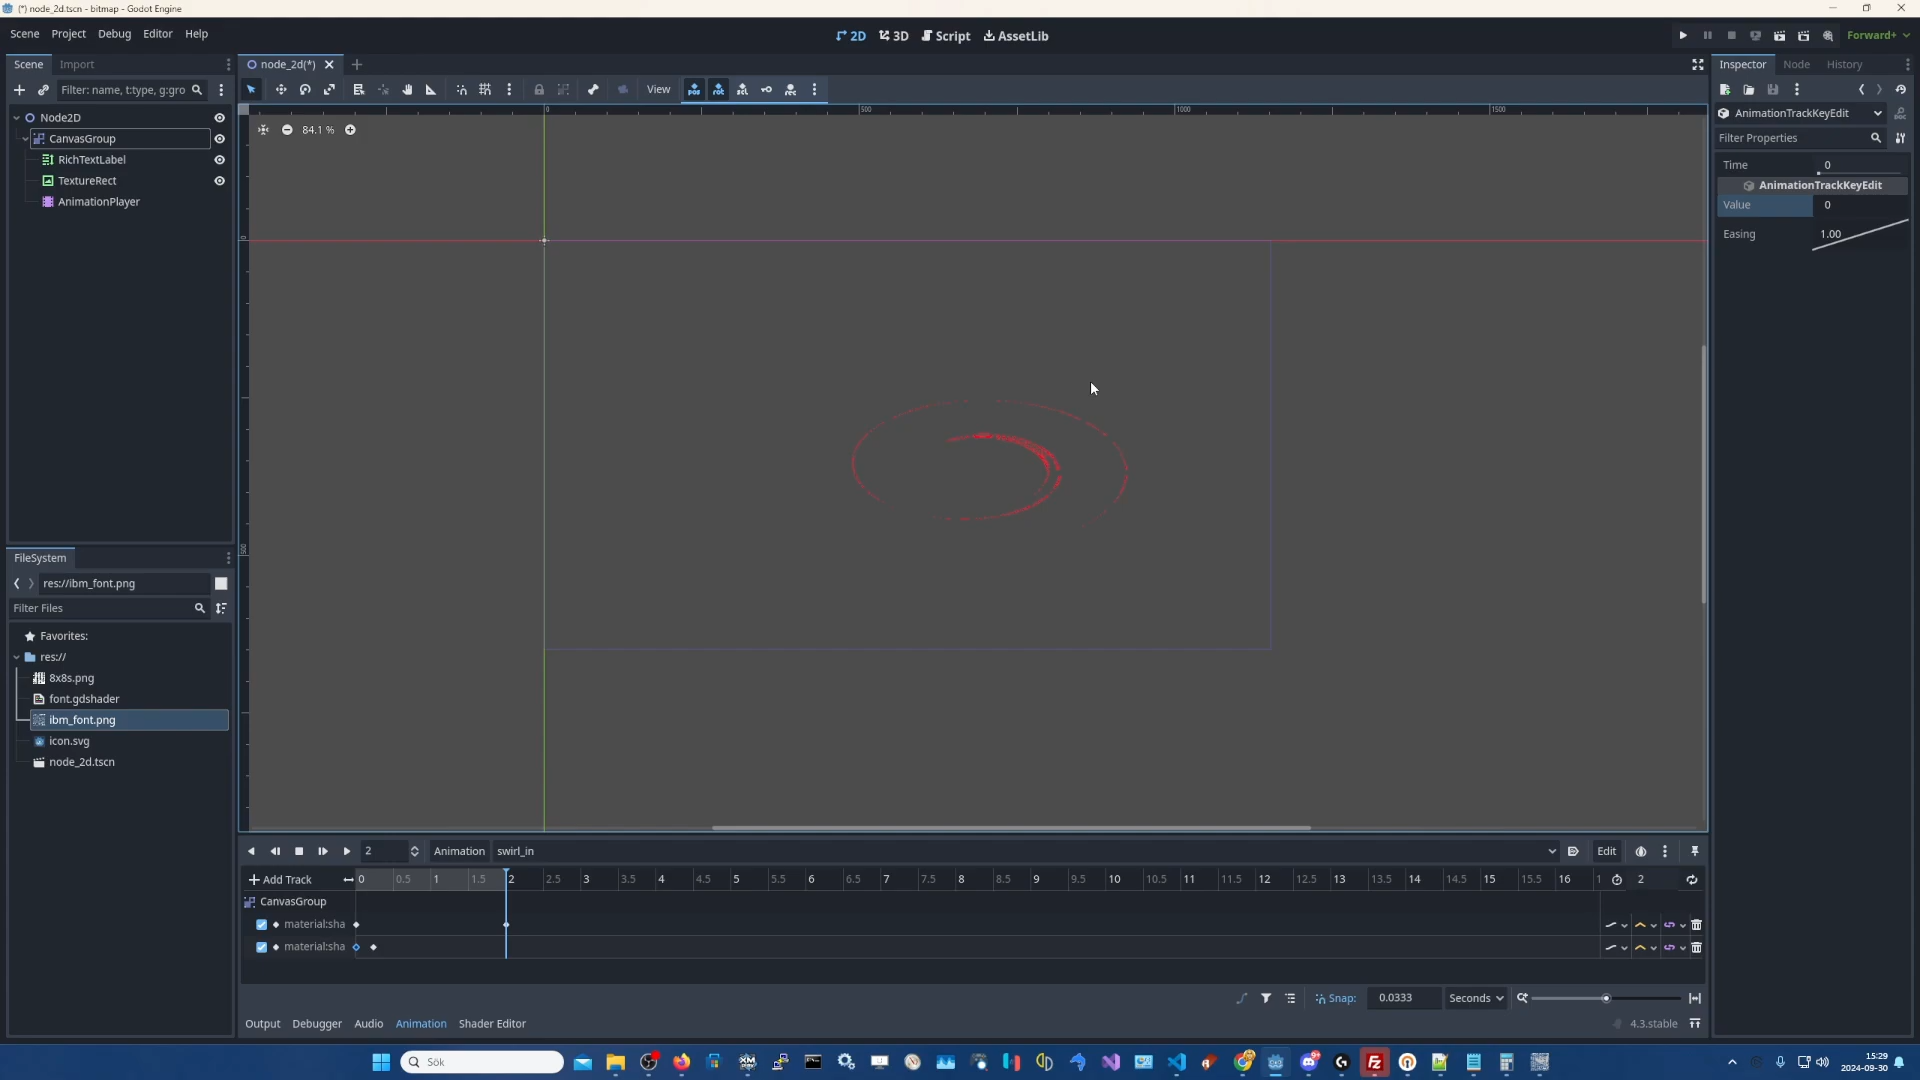 (*) node_2d.tscn - bitmap - Godot Engine
Scene Project Debug Editor Help
2D 3D Script AssetLib
Forward+
Scene Import
node_2d(*)
Inspector Node History
Filter: name, t:type, g:gro
View
AnimationTrackKeyEdit
Node2D
CanvasGroup
RichTextLabel
TextureRect
AnimationPlayer
0 500 1000 1500
84.1 %
0
500
Filter Properties
Time 0
AnimationTrackKeyEdit
Value 0
Easing 1.00
FileSystem
res://ibm_font.png
Filter Files
Favorites:
res://
8x8s.png
font.gdshader
ibm_font.png
icon.svg
node_2d.tscn
2 Animation swirl_in Edit
Add Track 0 0.5 1 1.5 2 2.5 3 3.5 4 4.5 5 5.5 6 6.5 7 7.5 8 8.5 9 9.5 10 10.5 11 11.5 12 12.5 13 13.5 14 14.5 15 15.5 16 1 2
CanvasGroup
material:sha
material:sha
Snap: 0.0333 Seconds
Output Debugger Audio Animation Shader Editor
4.3.stable
Sök
15:29
2024-09-30